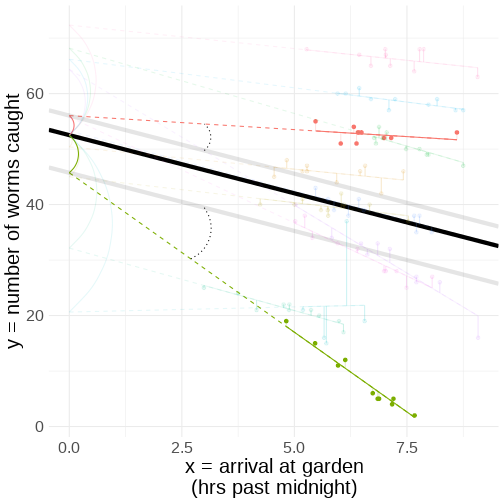 y = number of worms caught
60
40
20
0
0.0 2.5 5.0 7.5
x = arrival at garden
(hrs past midnight)